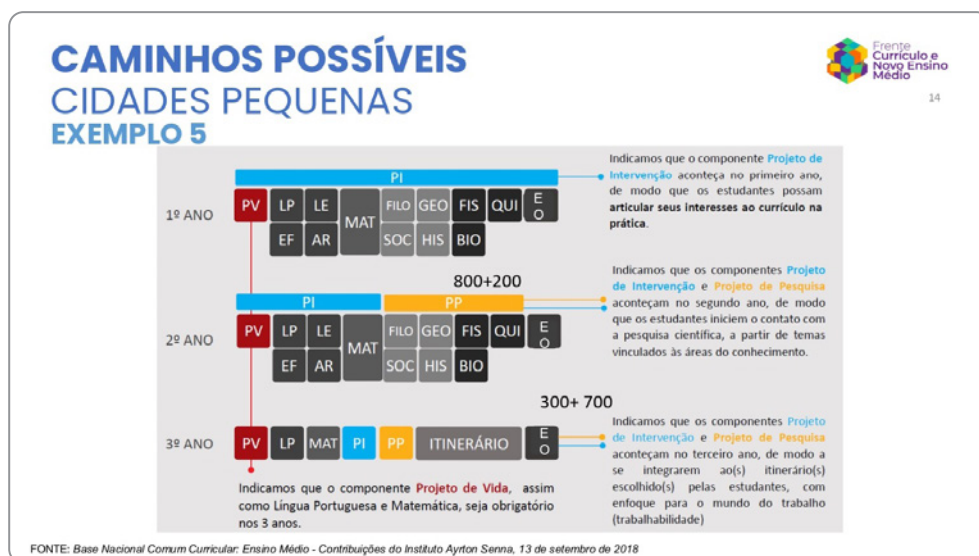 CAMINHOS POSSÍVEIS
CIDADES PEQUENAS
EXEMPLO 5
Frente
Currículo e
Novo Ensino
Médio
14
PI
1º ANO
PV LP LE MAT FILO GEO FIS QUI E O
EF AR SOC HIS BIO
Indicamos que o componente Projeto de
Intervenção aconteça no primeiro ano,
de modo que os estudantes possam
articular seus interesses ao currículo na
prática.
800+200
PI PP
2º ANO
PV LP LE MAT FILO GEO FIS QUI E O
EF AR SOC HIS BIO
Indicamos que os componentes Projeto
de Intervenção e Projeto de Pesquisa
aconteçam no segundo ano, de modo
que os estudantes iniciem o contato com
a pesquisa científica, a partir de temas
vinculados às áreas do conhecimento.
300+ 700
3º ANO
PV LP MAT PI PP ITINERÁRIO E O
Indicamos que os componentes Projeto
de Intervenção e Projeto de Pesquisa
aconteçam no terceiro ano, de modo a
se integrarem ao(s) itinerário(s)
escolhido(s) pelas estudantes, com
enfoque para o mundo do trabalho
(trabalhabilidade)
Indicamos que o componente Projeto de Vida, assim
como Língua Portuguesa e Matemática, seja obrigatório
nos 3 anos.
FONTE: Base Nacional Comum Curricular: Ensino Médio - Contribuições do Instituto Ayrton Senna, 13 de setembro de 2018